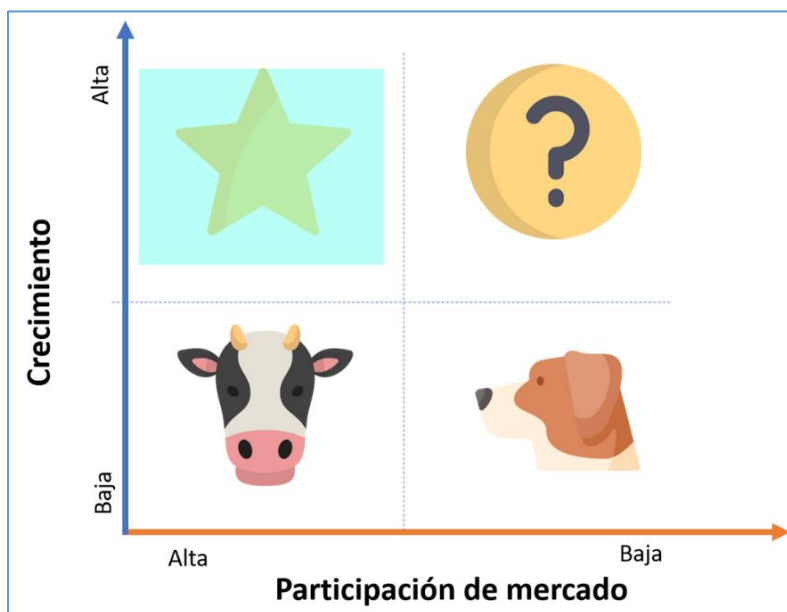 Alta
?
Crecimiento
Baja
Alta
Baja
Participación de mercado